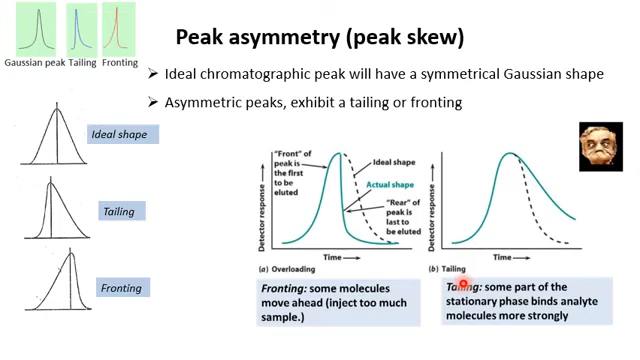 Peak asymmetry (peak skew)
Gaussian peak Tailing Fronting
➢ Ideal chromatographic peak will have a symmetrical Gaussian shape
➢ Asymmetric peaks, exhibit a tailing or fronting
Ideal shape
Tailing
Fronting
Detector response
"Front" of
peak is
the first
to be
eluted
Ideal shape
Actual shape
"Rear" of
peak is
last to
be eluted
Time
(a) Overloading
Detector response
Time
(b) Tailing
Fronting: some molecules
move ahead (inject too much
sample.)
Tailing: some part of the
stationary phase binds analyte
molecules more strongly